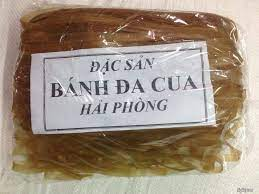 ĐẶC SẢN
BÁNH ĐA CUA
HẢI PHÒNG